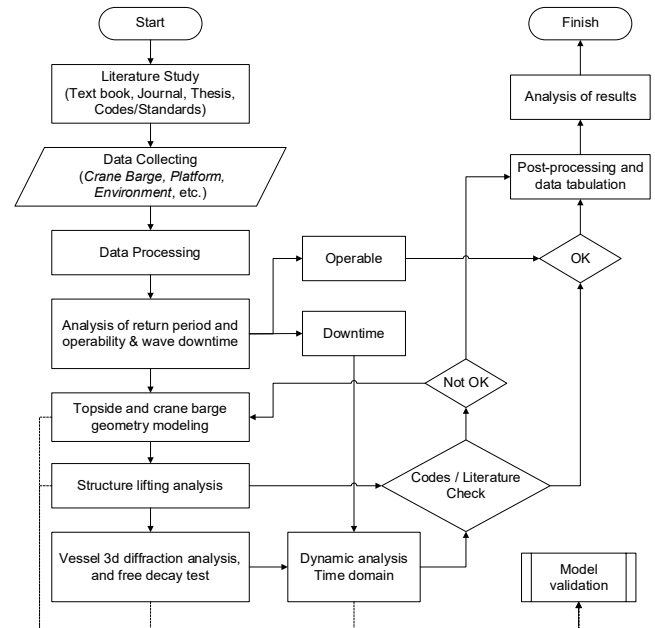 Start
Literature Study
(Text book, Journal, Thesis,
Codes/Standards)
Data Collecting
(Crane Barge, Platform,
Environment, etc.)
Data Processing
Analysis of return period and
operability & wave downtime
Topside and crane barge
geometry modeling
Structure lifting analysis
Vessel 3d diffraction analysis,
and free decay test
Operable
Downtime
Dynamic analysis
Time domain
Not OK
Codes / Literature
Check
Finish
Analysis of results
Post-processing and
data tabulation
OK
Model
validation